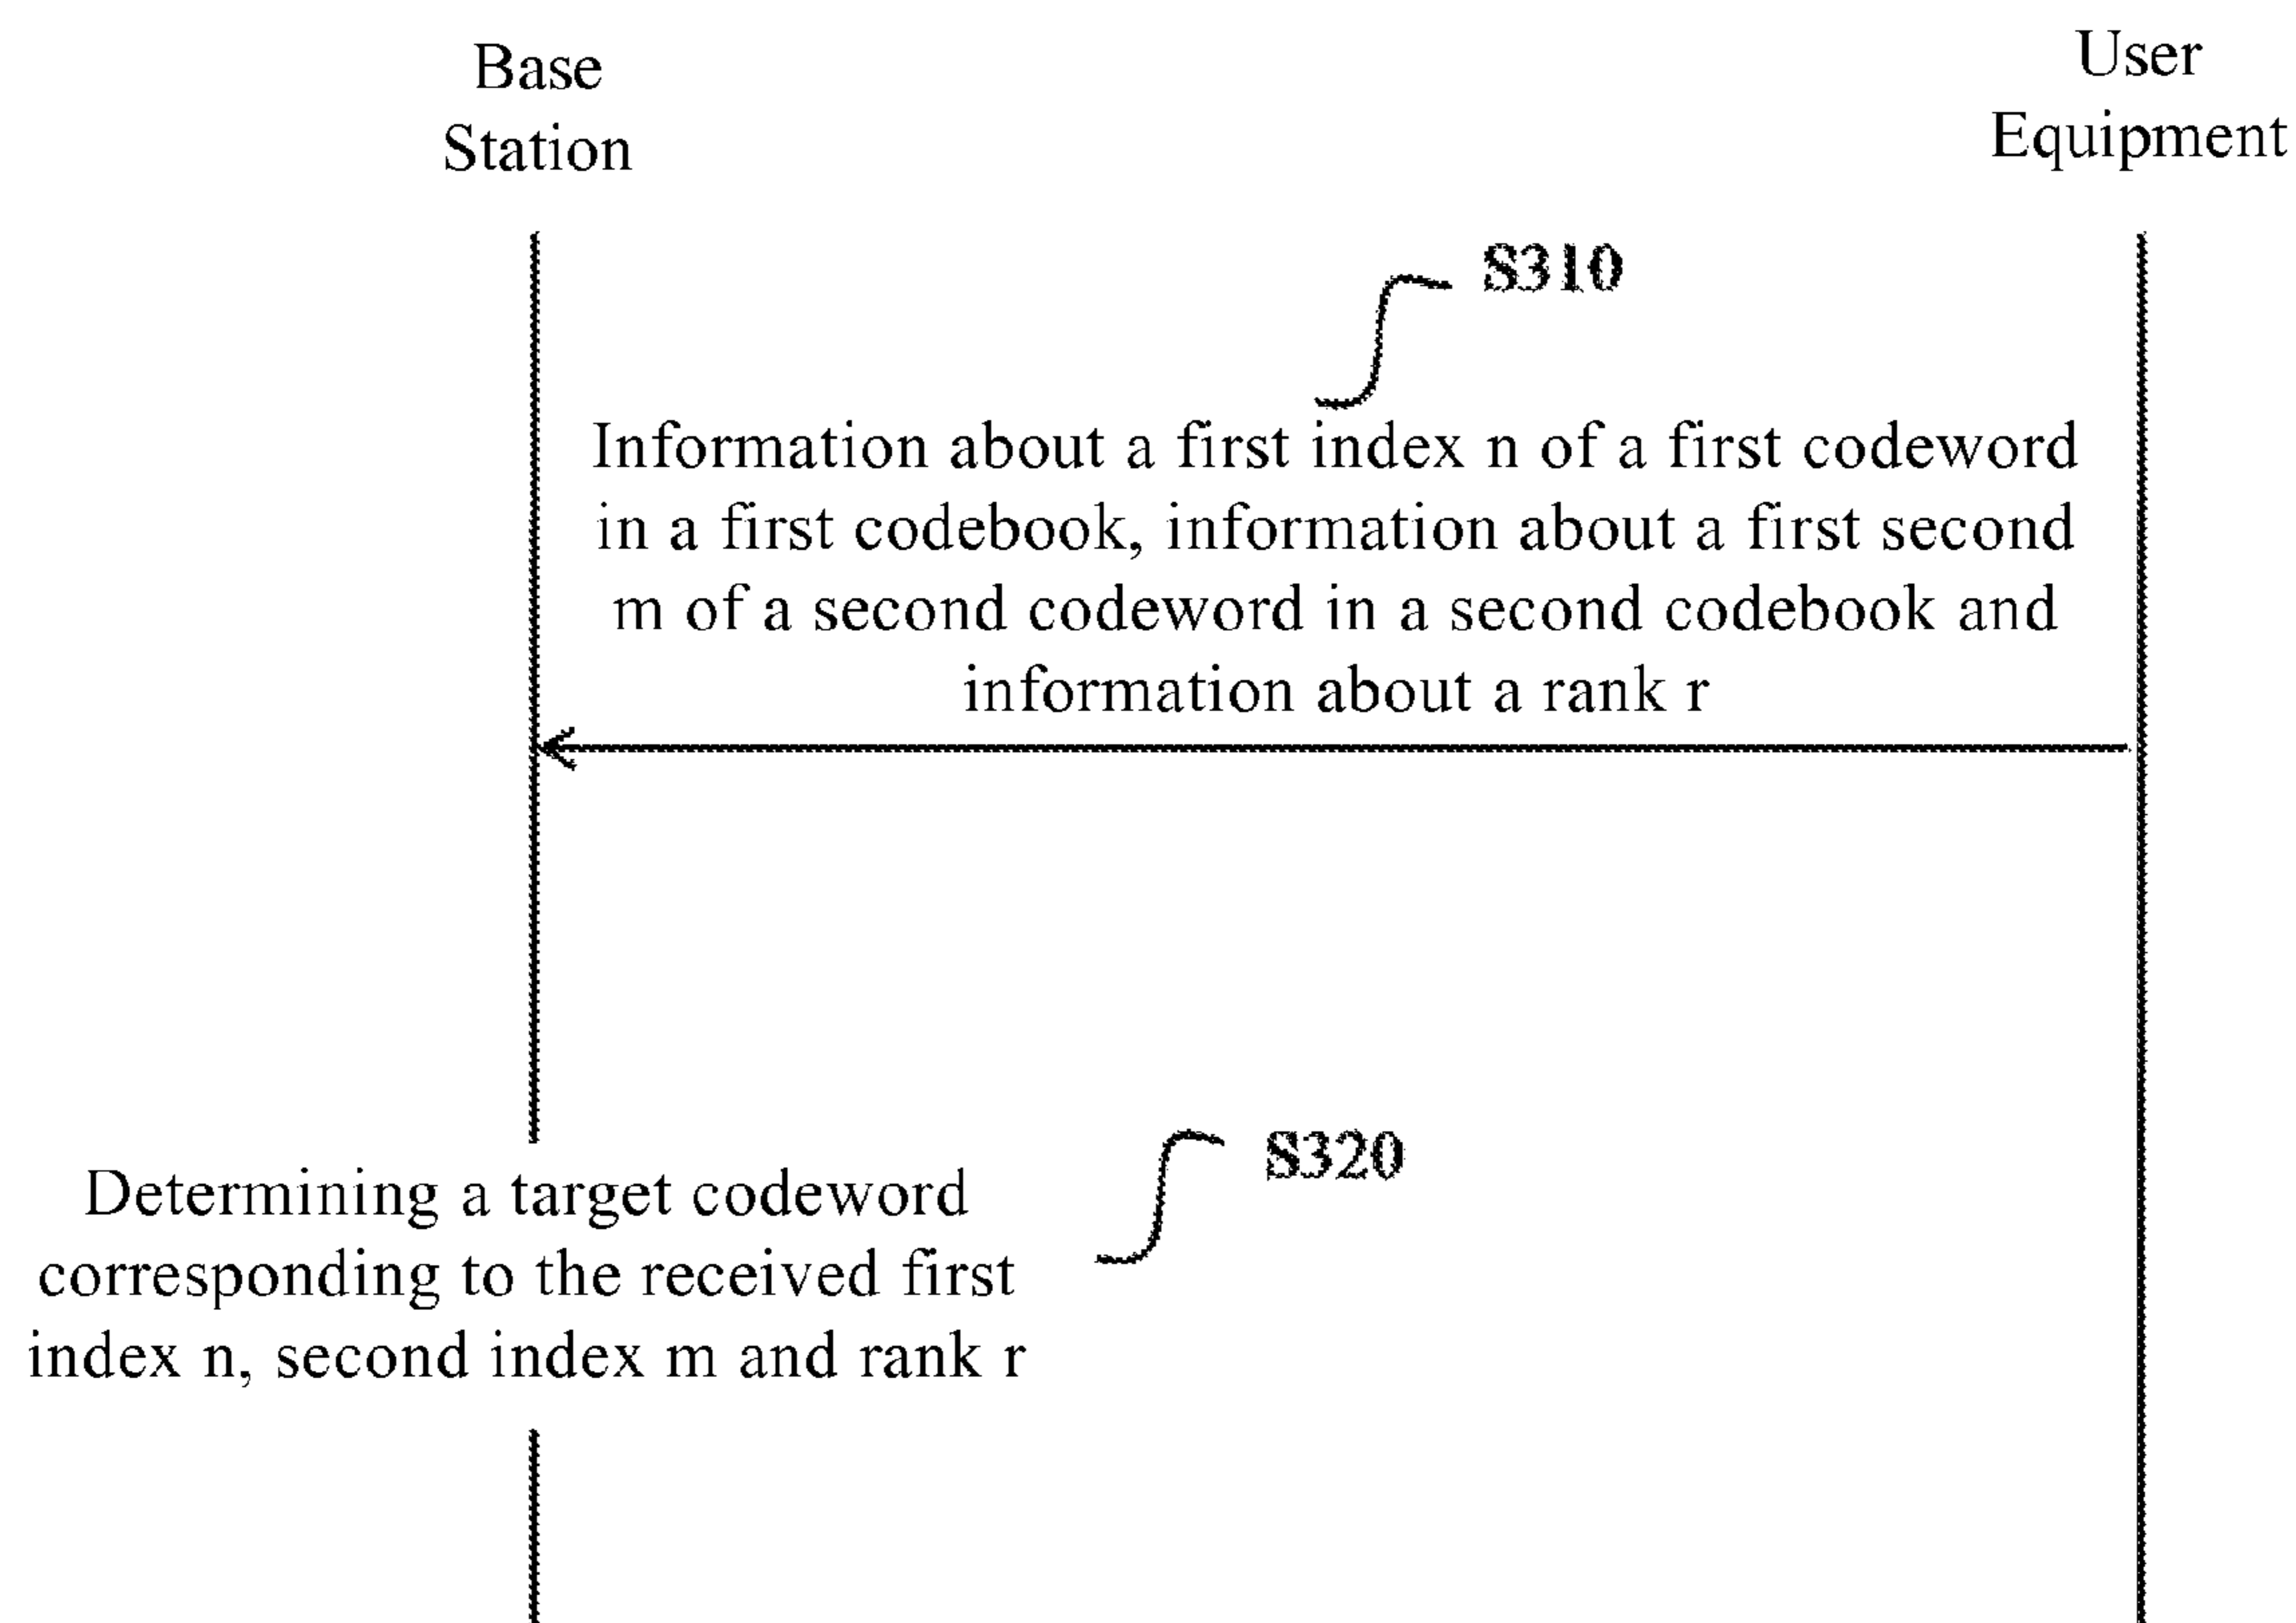 Base
Station
User
Equipment
S310
Information about a first index n of a first codeword
in a first codebook, information about a first second
m of a second codeword in a second codebook and
information about a rank r
S320
Determining a target codeword
corresponding to the received first
index n, second index m and rank r